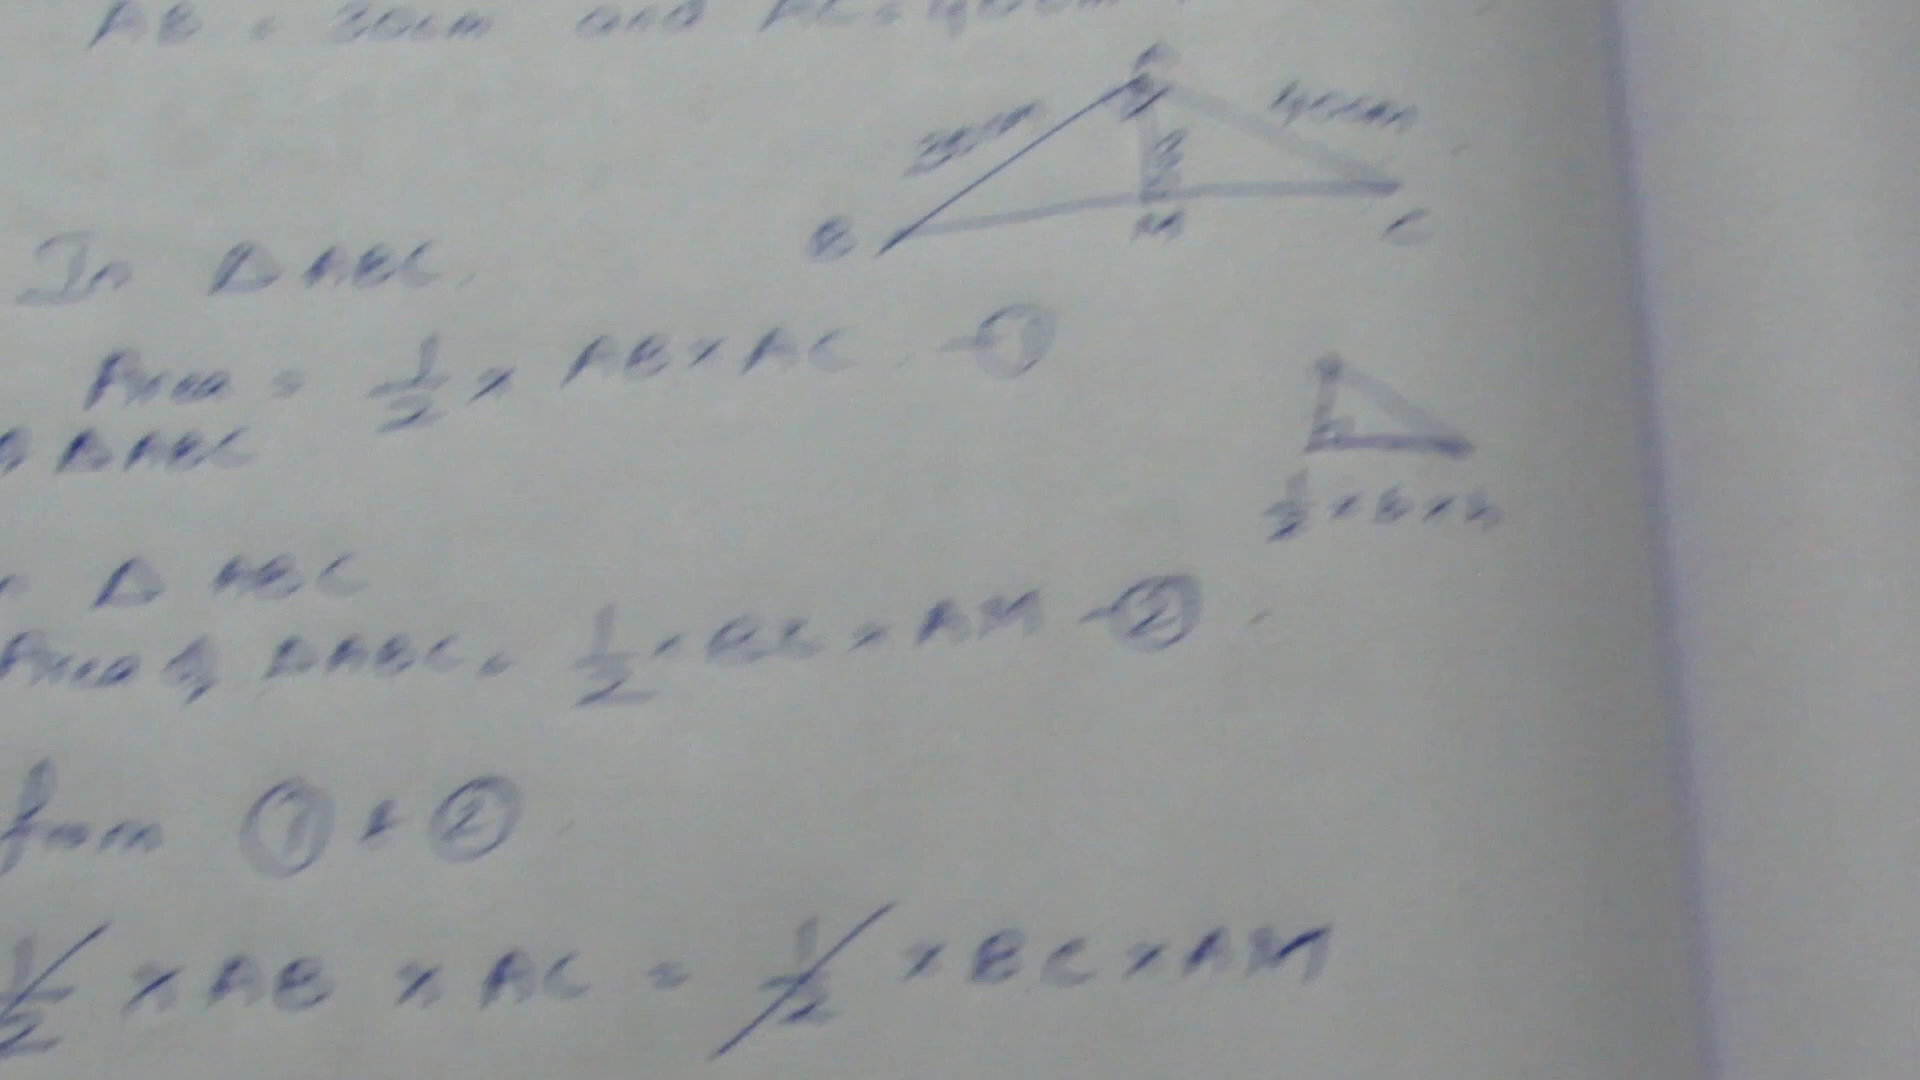 AB = 30cm and AC = 40cm
A
30cm
40cm
B
M
C
In Δ ABC
Area = 1/2 × AB × AC - ①
Δ ABC
1/2 × b × h
Δ ABC
Area of ΔABC = 1/2 × BC × AM - ②
from ① & ②
1/2 × AB × AC = 1/2 × BC × AM